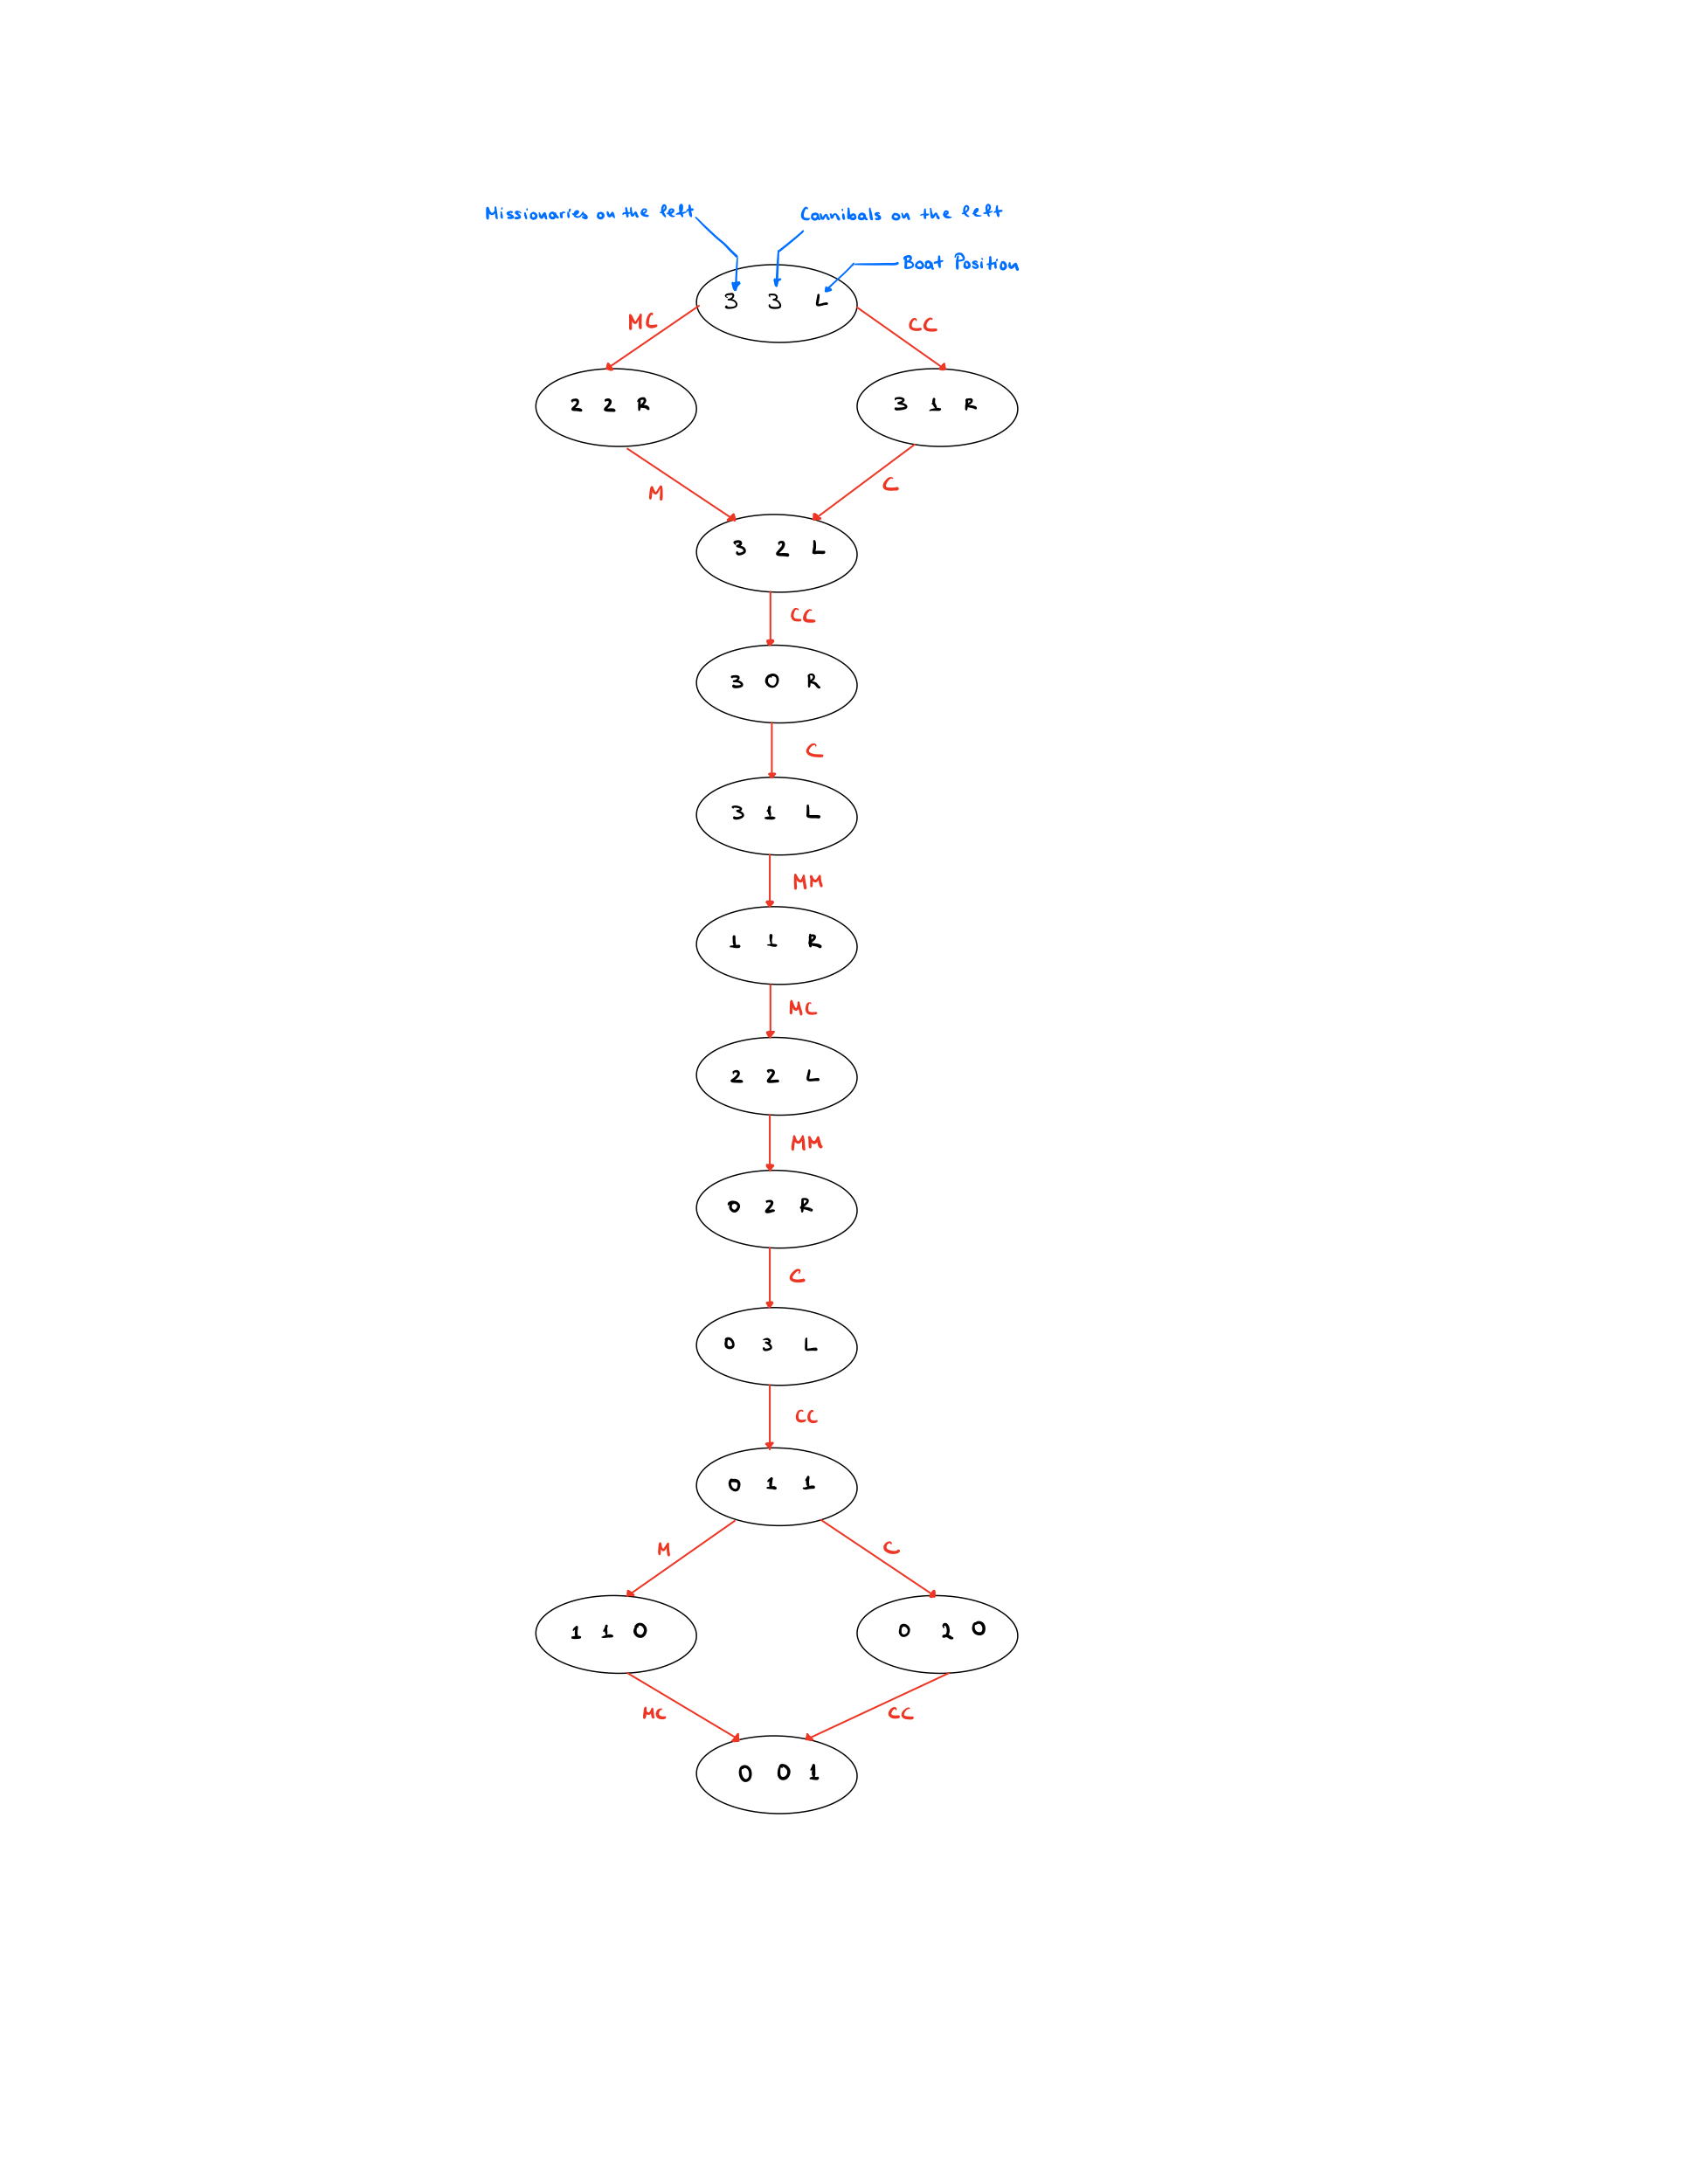 Missionaries on the left
Cannibals on the left
Boat Position
3 3 L
MC
CC
2 2 R
3 1 R
M
C
3 2 L
CC
3 0 R
C
3 1 L
MM
1 1 R
MC
2 2 L
MM
0 2 R
C
0 3 L
CC
0 1 1
M
C
1 1 0
0 2 0
MC
CC
0 0 1